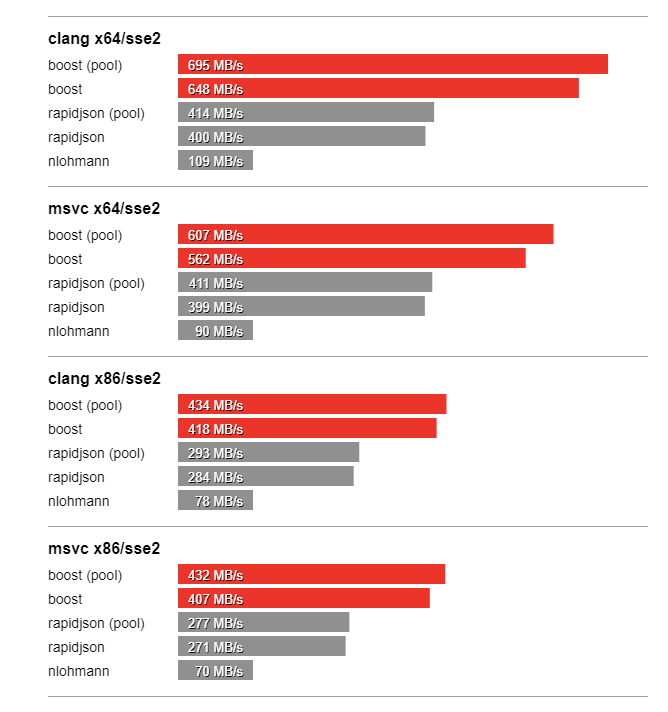 clang x64/sse2
boost (pool) 695 MB/s
boost 648 MB/s
rapidjson (pool) 414 MB/s
rapidjson 400 MB/s
nlohmann 109 MB/s
msvc x64/sse2
boost (pool) 607 MB/s
boost 562 MB/s
rapidjson (pool) 411 MB/s
rapidjson 399 MB/s
nlohmann 90 MB/s
clang x86/sse2
boost (pool) 434 MB/s
boost 418 MB/s
rapidjson (pool) 293 MB/s
rapidjson 284 MB/s
nlohmann 78 MB/s
msvc x86/sse2
boost (pool) 432 MB/s
boost 407 MB/s
rapidjson (pool) 277 MB/s
rapidjson 271 MB/s
nlohmann 70 MB/s